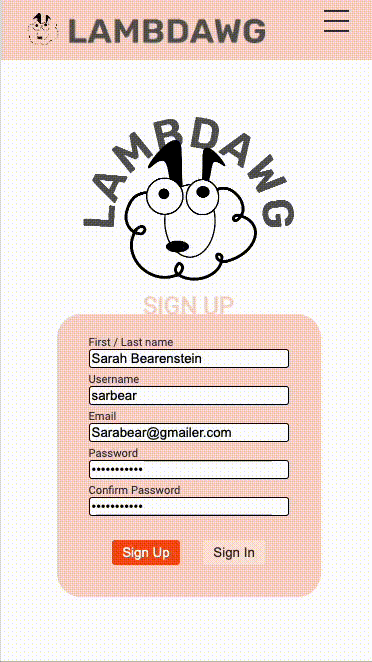 LAMBDAWG
LAMBDAWG
SIGN UP
First / Last name
Sarah Bearenstein
Username
sarbear
Email
Sarabear@gmailer.com
Password
•••••••••••
Confirm Password
•••••••••••
Sign Up Sign In